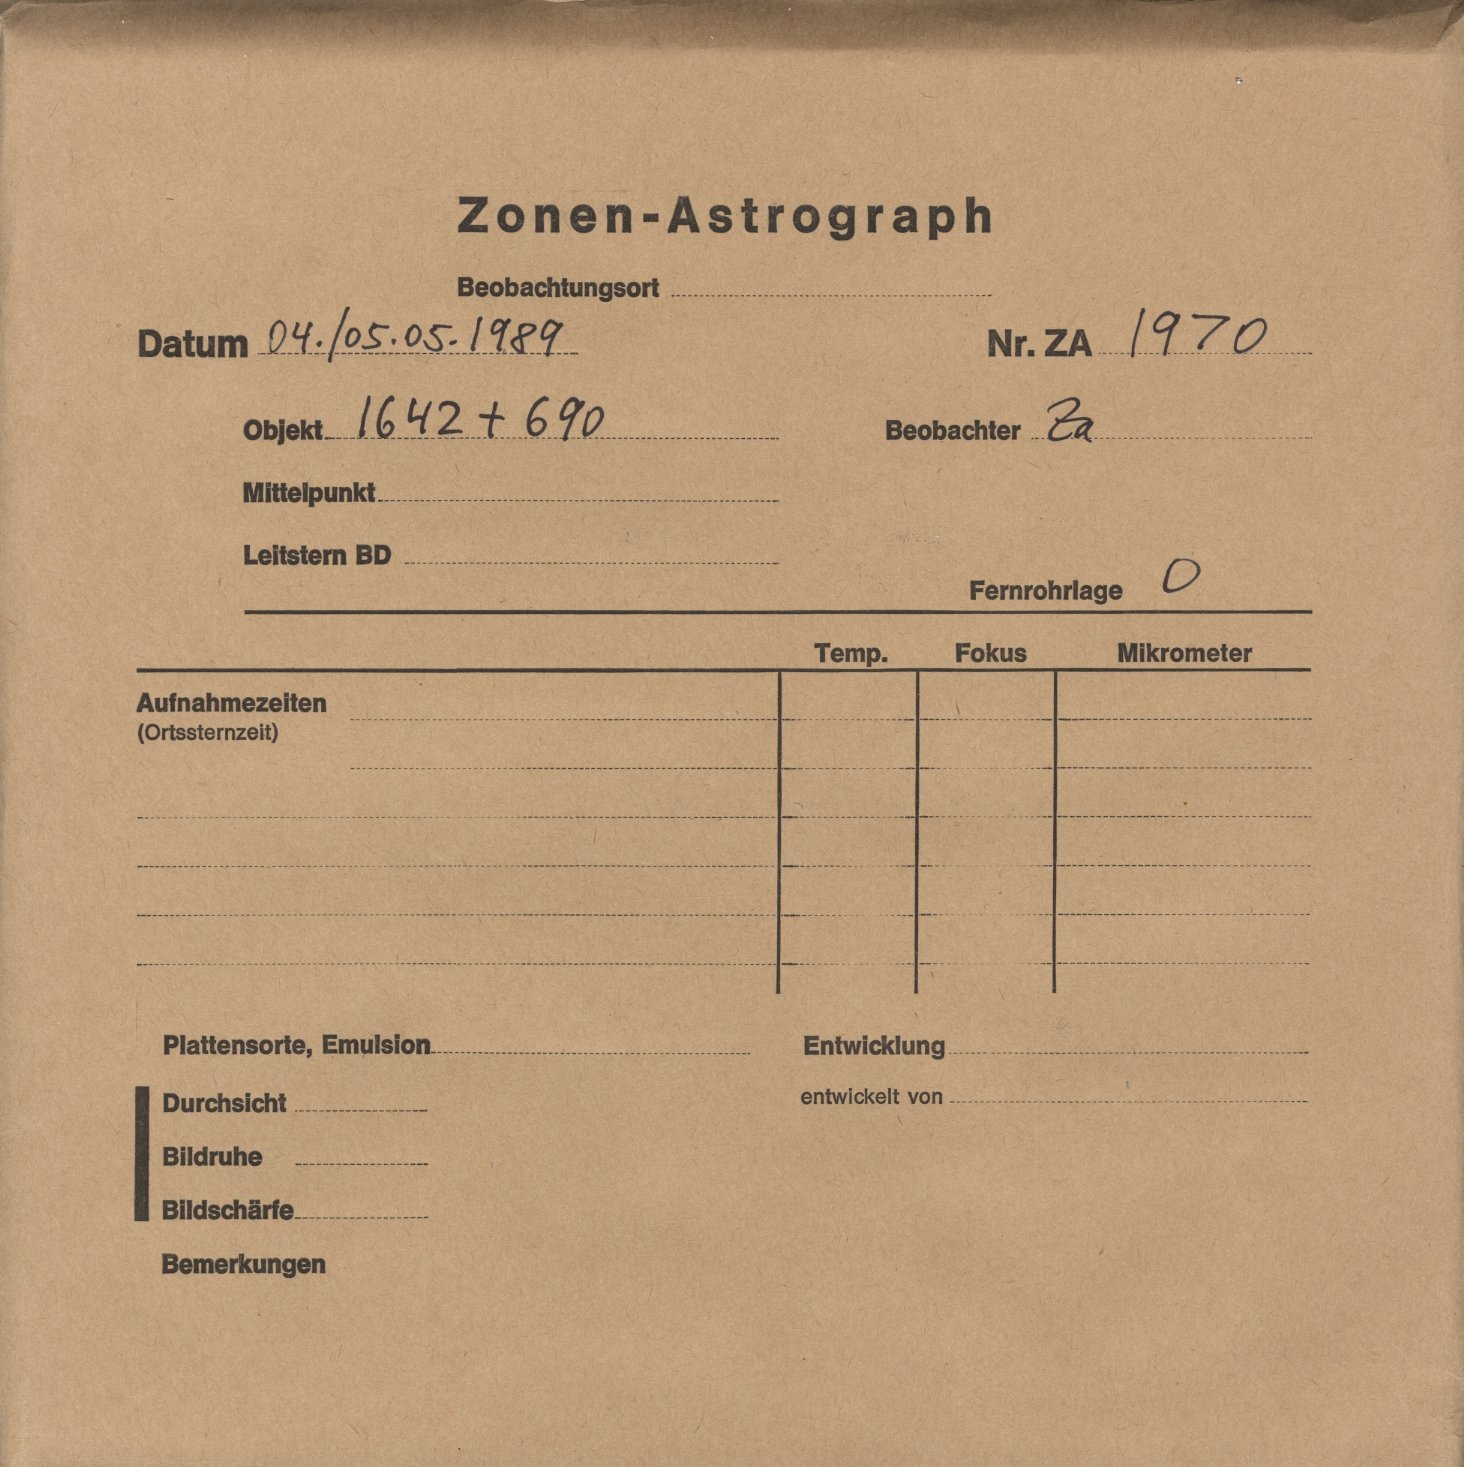 Zonen-Astrograph
Beobachtungsort
Datum 04./05.05.1989 Nr. ZA 1970
Objekt 1642 + 690 Beobachter Za
Mittelpunkt
Leitstern BD
Fernrohrlage O
Temp. Fokus Mikrometer
Aufnahmezeiten
(Ortssternzeit)
Plattensorte, Emulsion Entwicklung
Durchsicht entwickelt von
Bildruhe
Bildschärfe
Bemerkungen